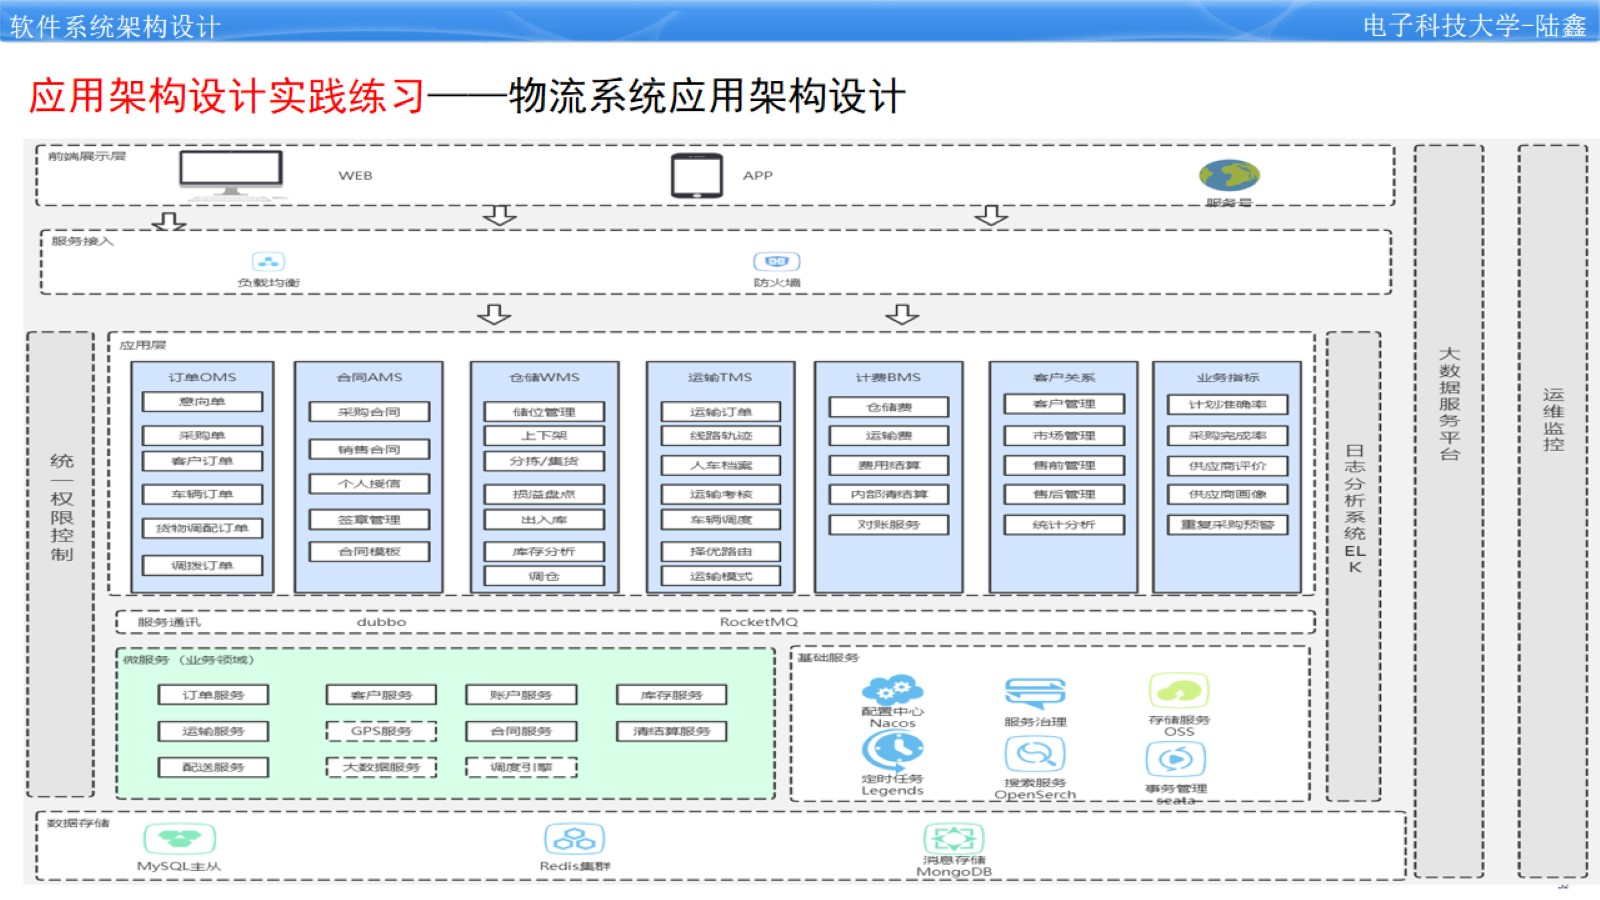 软件系统架构设计
电子科技大学-陆鑫
应用架构设计实践练习——物流系统应用架构设计
前端展示层
WEB
APP
服务号
服务接入
负载均衡
防火墙
统一权限控制
应用层
订单OMS
意向单
采购单
客户订单
车辆订单
货物调配订单
调拨订单
合同AMS
采购合同
销售合同
个人授信
签章管理
合同模板
仓储WMS
储位管理
上下架
分拣/集货
损溢盘点
出入库
库存分析
调仓
运输TMS
运输订单
线路轨迹
人车档案
运输考核
车辆调度
择优路由
运输模式
计费BMS
仓储费
运输费
费用结算
内部清结算
对账服务
客户关系
客户管理
市场管理
售前管理
售后管理
统计分析
业务指标
计划准确率
采购完成率
供应商评价
供应商画像
重复采购预警
日志分析系统ELK
大数据服务平台
运维监控
服务通讯
dubbo
RocketMQ
微服务（业务领域）
订单服务
客户服务
账户服务
库存服务
运输服务
GPS服务
合同服务
清结算服务
配送服务
大数据服务
调度引擎
基础服务
配置中心
Nacos
服务治理
存储服务
OSS
定时任务
Legends
搜索服务
OpenSerch
事务管理
seata
数据存储
MySQL主从
Redis集群
消息存储
MongoDB